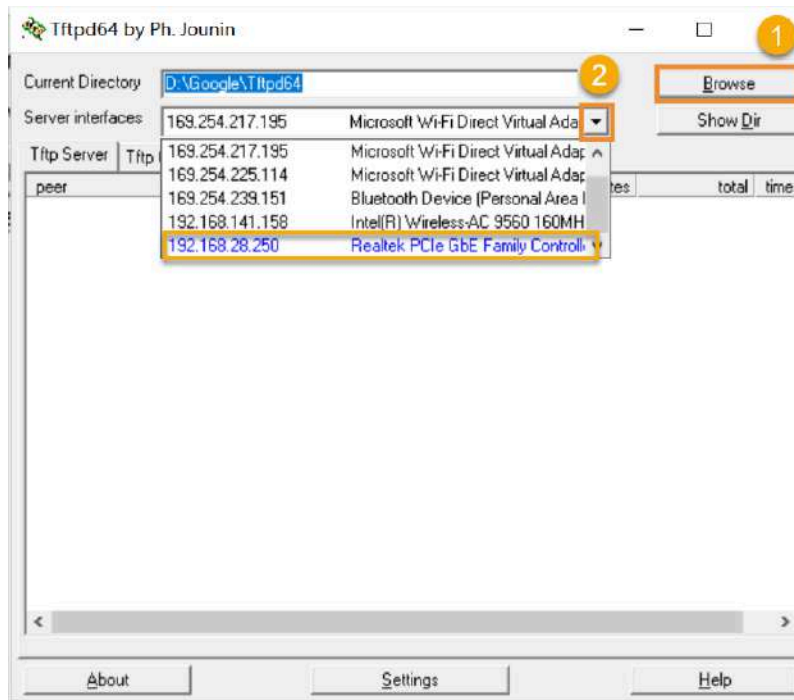 Tftpd64 by Ph. Jounin
1
Current Directory D:\Google\Tftpd64 Browse
2
Server interfaces 169.254.217.195 Microsoft Wi-Fi Direct Virtual Ada Show Dir
Tftp Server Tftp
169.254.217.195 Microsoft Wi-Fi Direct Virtual Adap
peer total time
169.254.225.114 Microsoft Wi-Fi Direct Virtual Adap
169.254.239.151 Bluetooth Device (Personal Area
192.168.141.158 Intel(R) Wireless-AC 9560 160MH
192.168.28.250 Realtek PCIe GbE Family Controll
About Settings Help